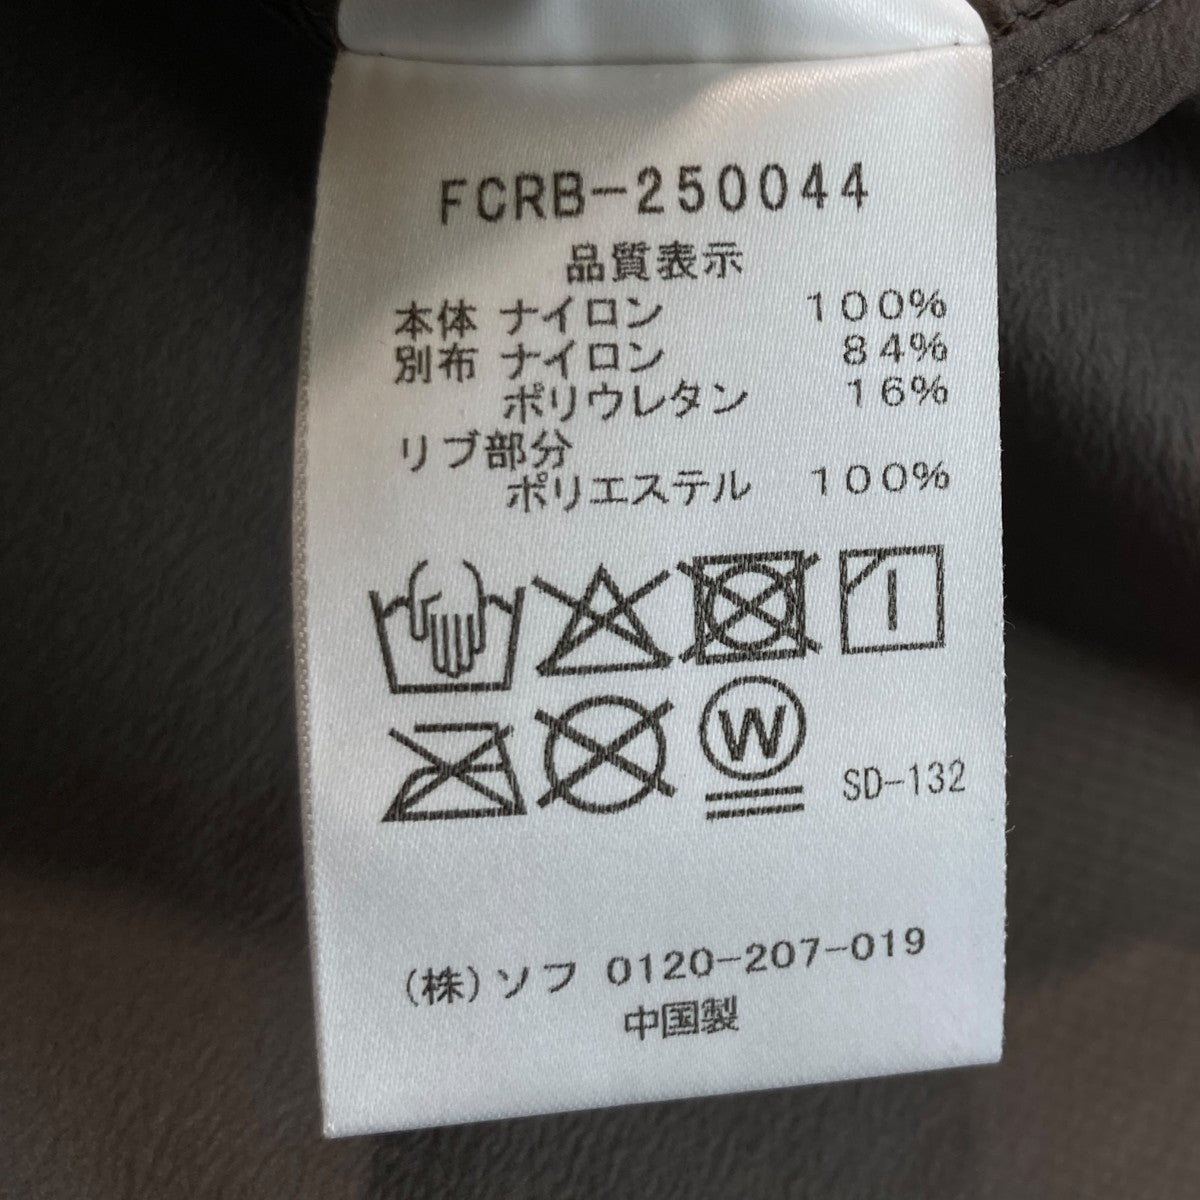 FCRB-250044
品質表示
本体 ナイロン 100%
別布 ナイロン 84%
ポリウレタン 16%
リブ部分
ポリエステル 100%
W
SD-132
(株)ソフ 0120-207-019
中国製